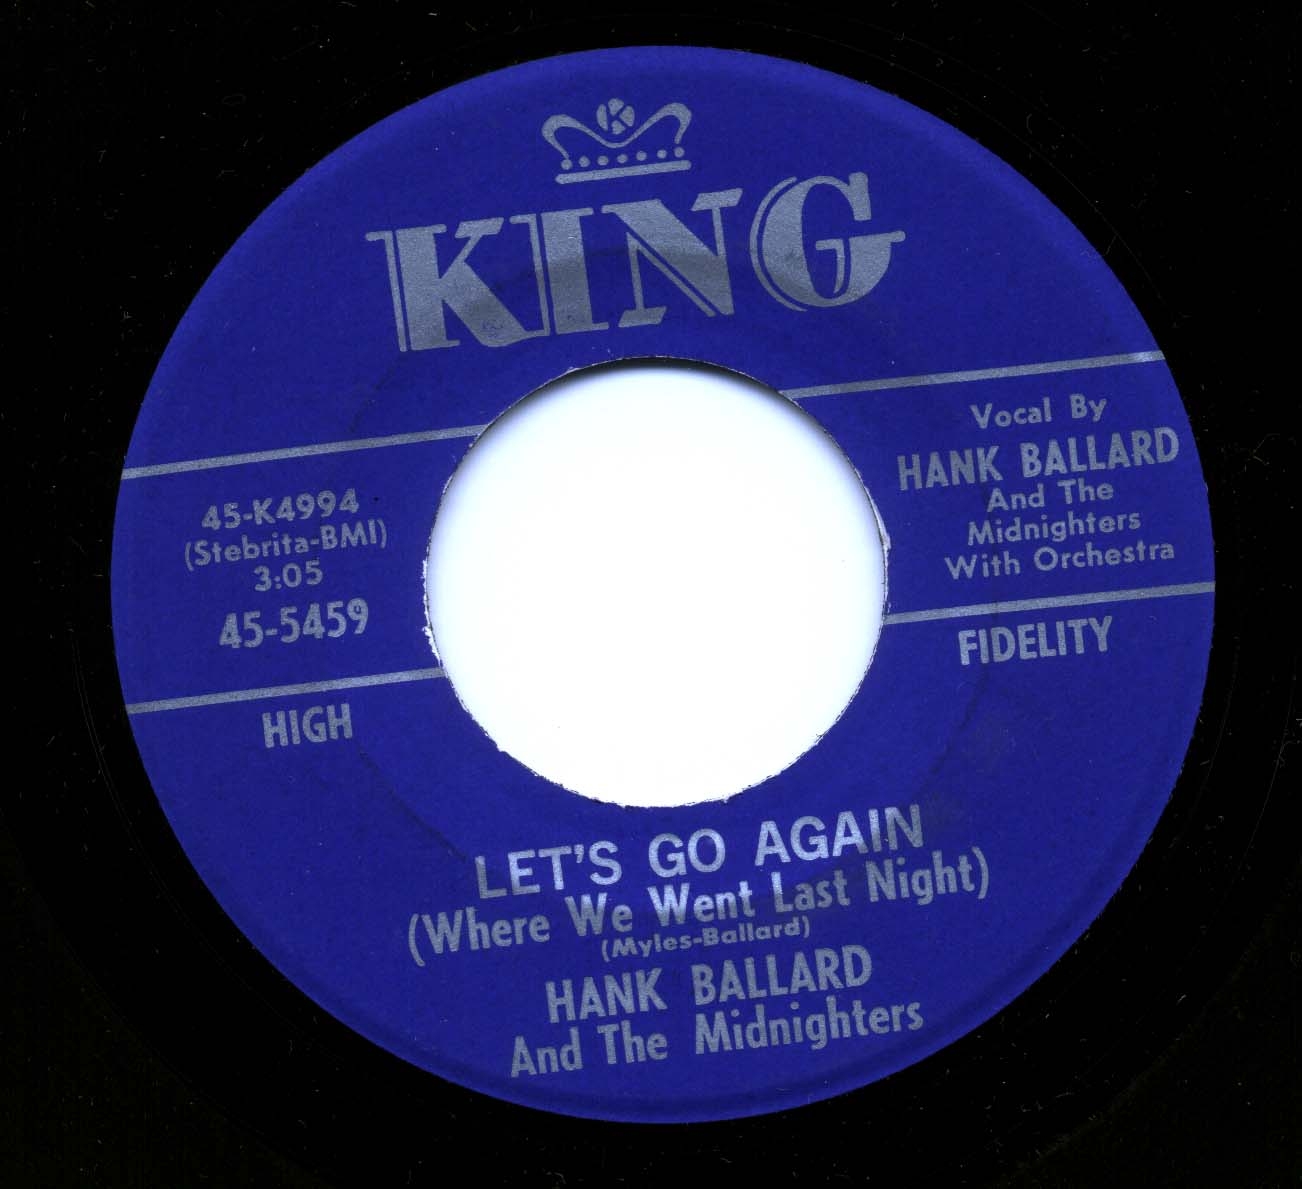 K
KING
45-K4994
(Stebrita-BMI)
3:05
45-5459
Vocal By
HANK BALLARD
And The
Midnighters
With Orchestra
HIGH
FIDELITY
LET'S GO AGAIN
(Where We Went Last Night)
(Myles-Ballard)
HANK BALLARD
And The Midnighters